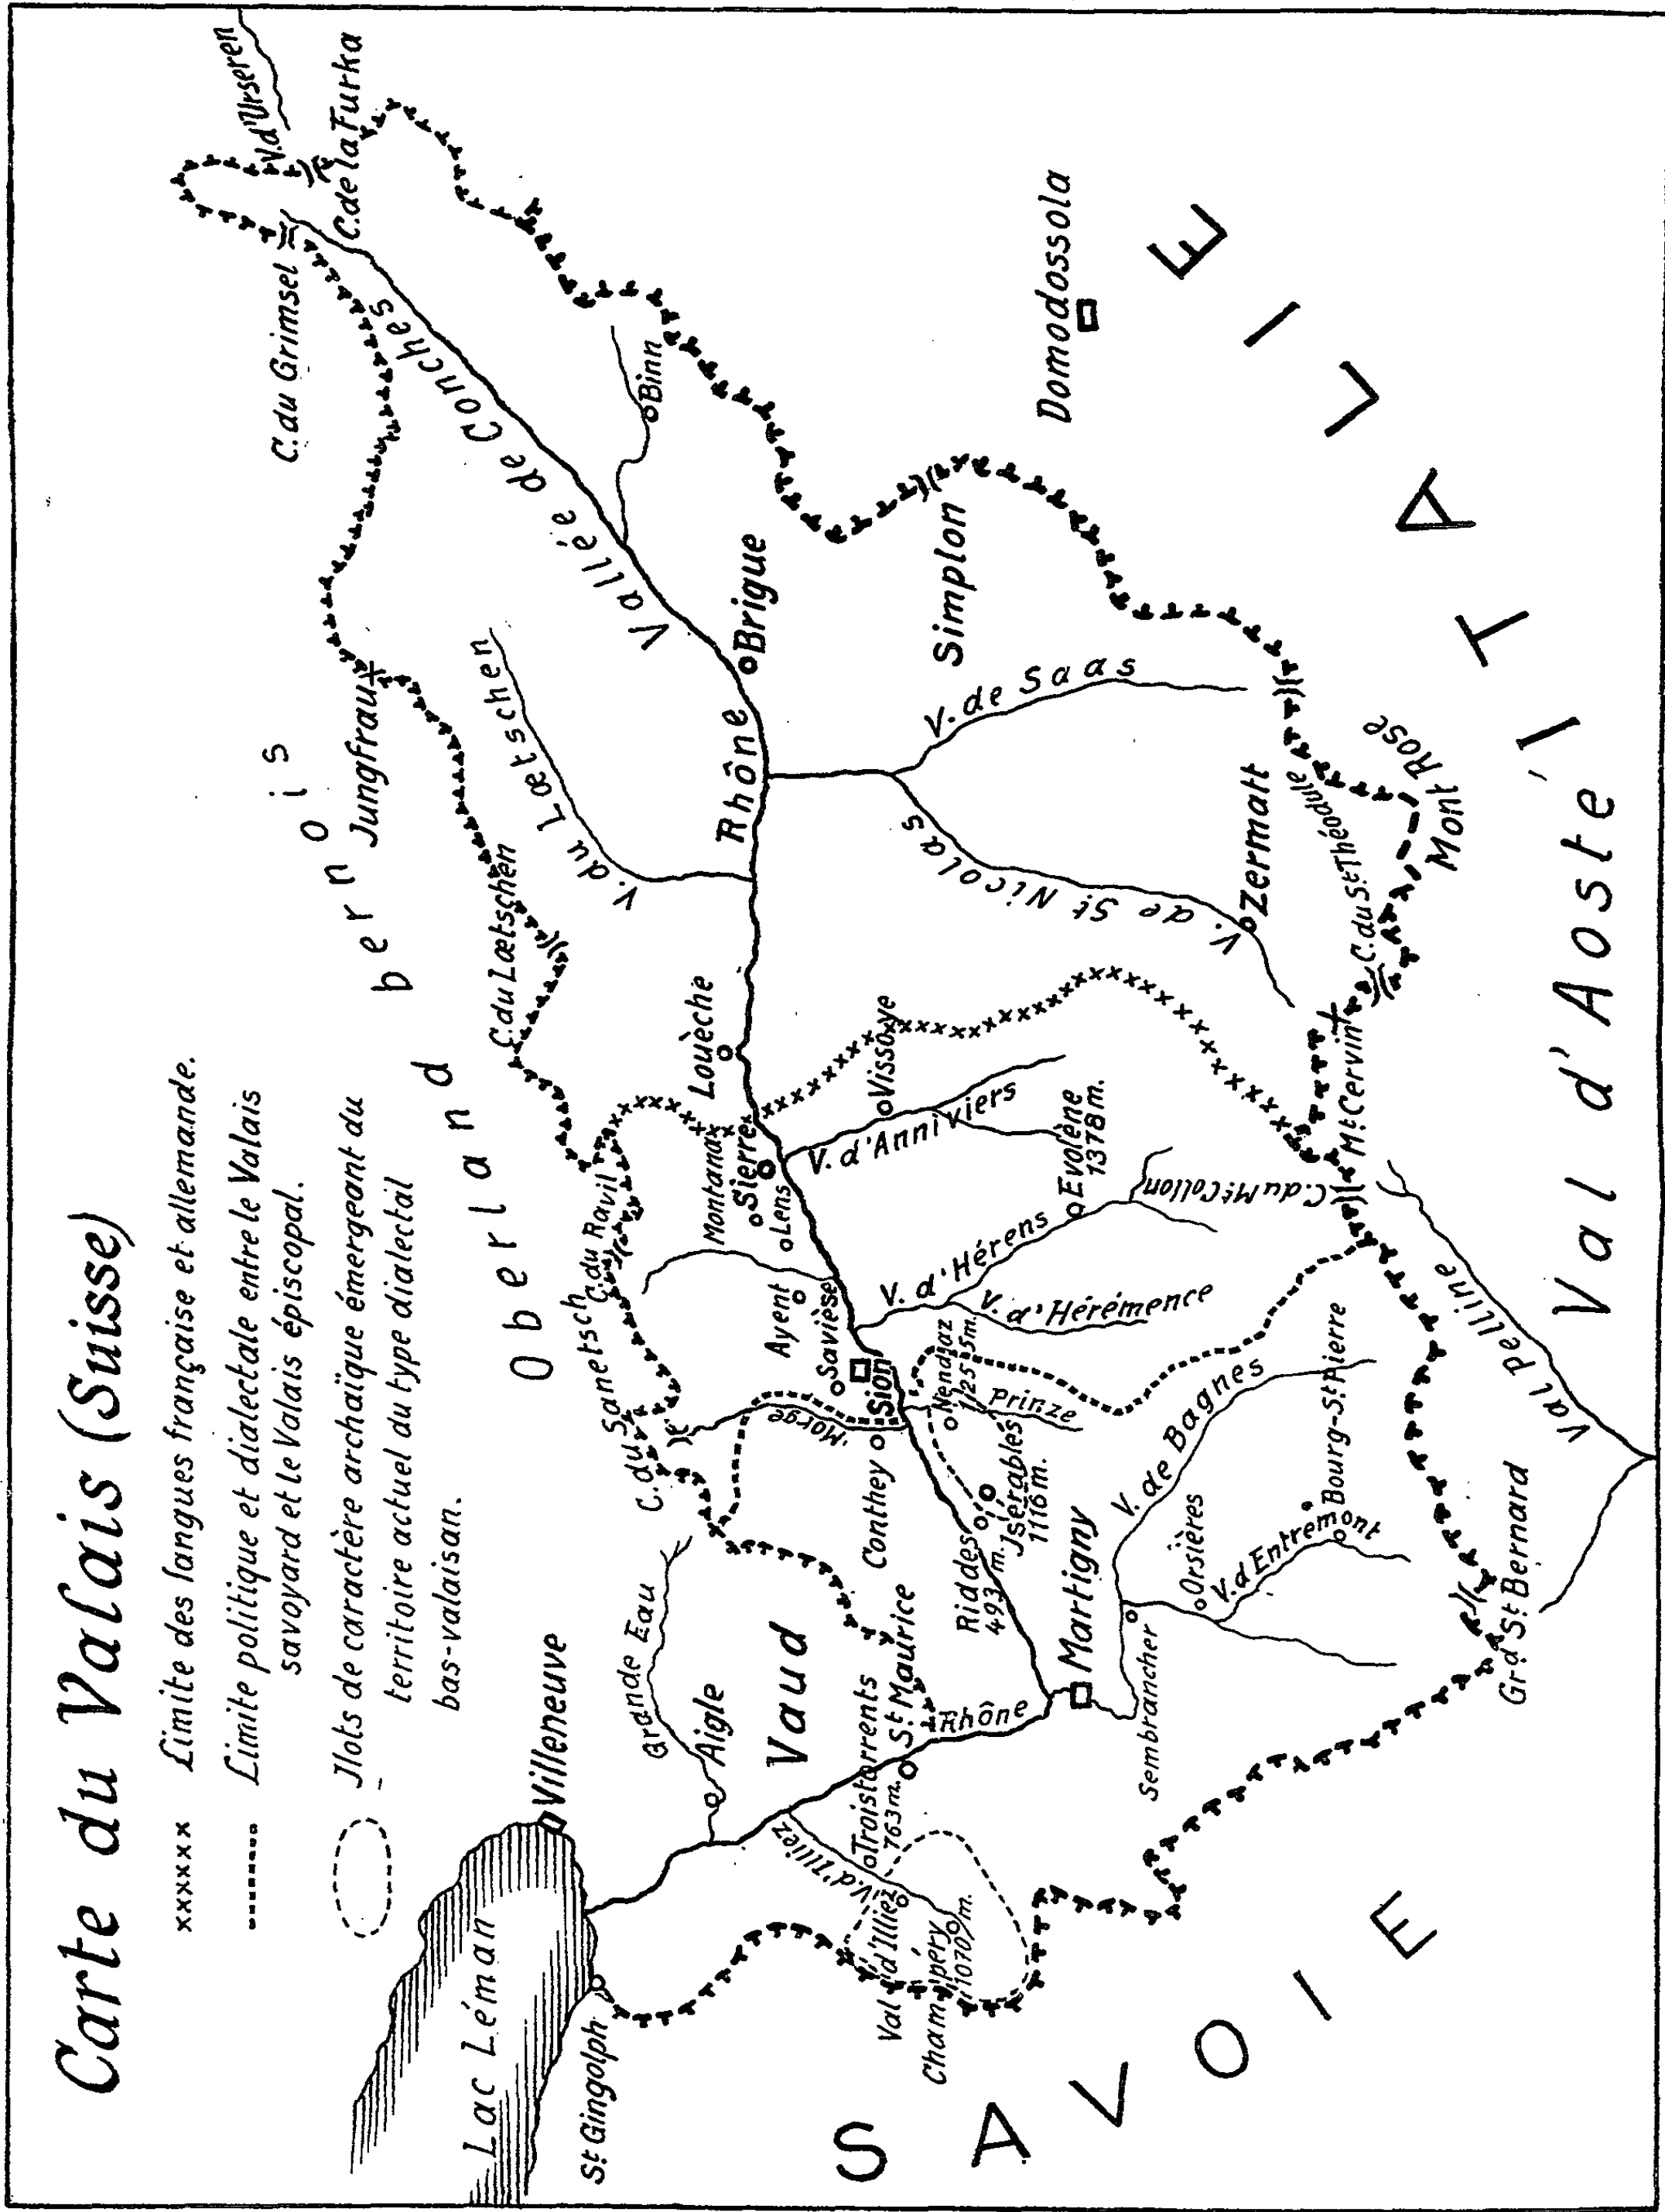 Carte du Valais (Suisse)
xxxxxx Limite des langues française et allemande.
Limite politique et dialectale entre le Valais
savoyard et le Valais épiscopal.
Jlots de caractère archaïque émergeant du
territoire actuel du type dialectal
bas-valaisan.
Oberland
bernois
V. d'Urseren
C. de la Furka
C. du Grimsel
Jungfrau
Vallée de Conches
Binn
V. du Lœtschen
C. du Lœtschen
Brigue
Rhône
Simplon
Domodossola
V. de Saas
V. de St Nicolas
Zermatt
C. du St Théodule
Mont Rose
Mt Cervin
Louèche
Vissoye
V. d'Anniviers
Montana
Sierre
Lens
C. du Ravil
C. du Sanetsch
Ayent
Savièse
Sion
Morge
Conthey
V. d'Hérens
Evolène
1378 m.
C. du Mt Collon
V. d'Hérémence
Nendaz
Prinze
Jsérables
1116 m.
Riddes
493 m.
V. de Bagnes
Martigny
Sembrancher
Orsières
V. d'Entremont
Bourg-St Pierre
Grd St Bernard
Val Pelline
Val d'Aoste
ITALIE
Lac Léman
Villeneuve
St Gingolph
Grande Eau
Aigle
Vaud
St Maurice
Rhône
Troistorrents
763 m.
V. d'Illiez
Val d'Illiez
Champéry
1070 m.
SAVOIE